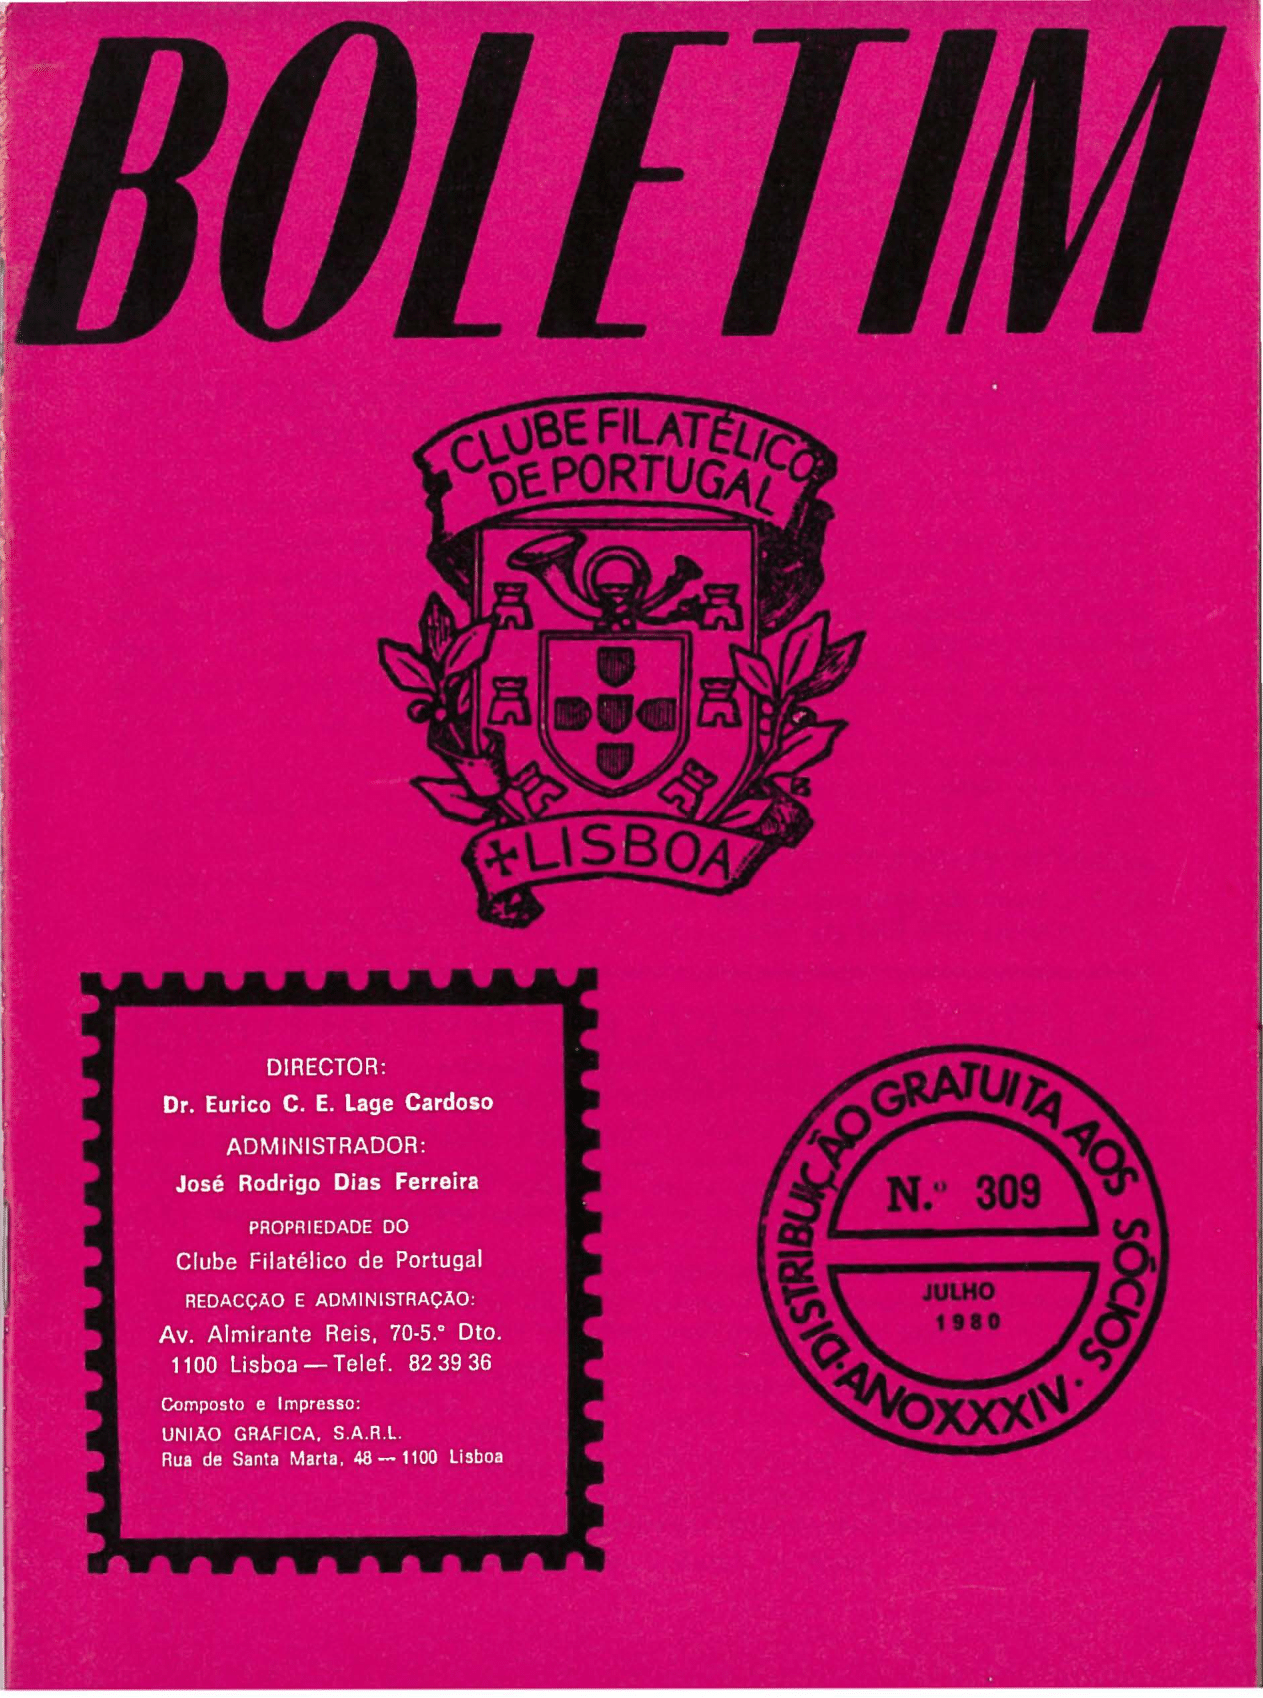 BOLETIM
CLUBE FILATÉLICO
DE PORTUGAL
LISBOA
DIRECTOR:
Dr. Eurico C. E. Lage Cardoso
ADMINISTRADOR:
José Rodrigo Dias Ferreira
PROPRIEDADE DO
Clube Filatélico de Portugal
REDACÇÃO E ADMINISTRAÇÃO:
Av. Almirante Reis, 70-5.º Dto.
1100 Lisboa — Telef. 82 39 36
Composto e Impresso:
UNIÃO GRÁFICA, S.A.R.L.
Rua de Santa Marta, 48 — 1100 Lisboa
DISTRIBUIÇÃO GRATUITA AOS SÓCIOS
N.º 309
JULHO
1980
· ANO XXXIV ·